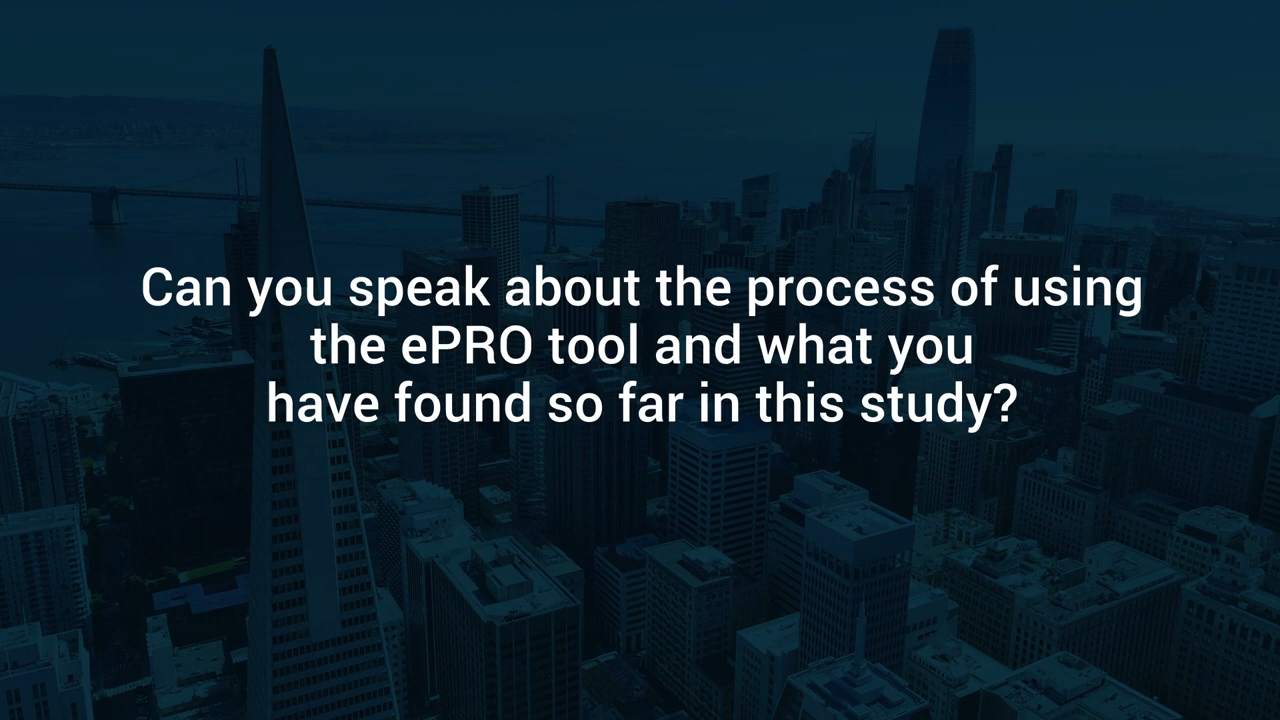 Can you speak about the process of using
the ePRO tool and what you
have found so far in this study?